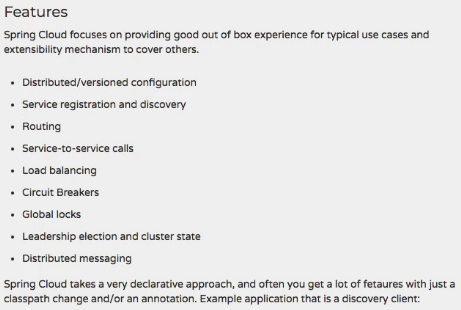 Features
Spring Cloud focuses on providing good out of box experience for typical use cases and
extensibility mechanism to cover others.
• Distributed/versioned configuration
• Service registration and discovery
• Routing
• Service-to-service calls
• Load balancing
• Circuit Breakers
• Global locks
• Leadership election and cluster state
• Distributed messaging
Spring Cloud takes a very declarative approach, and often you get a lot of fetaures with just a
classpath change and/or an annotation. Example application that is a discovery client: